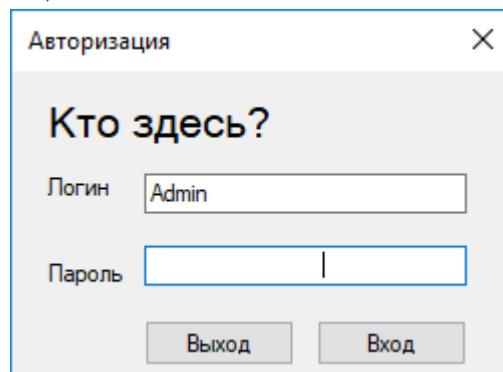 Авторизация
Кто здесь?
Логин Admin
Пароль
Выход Вход